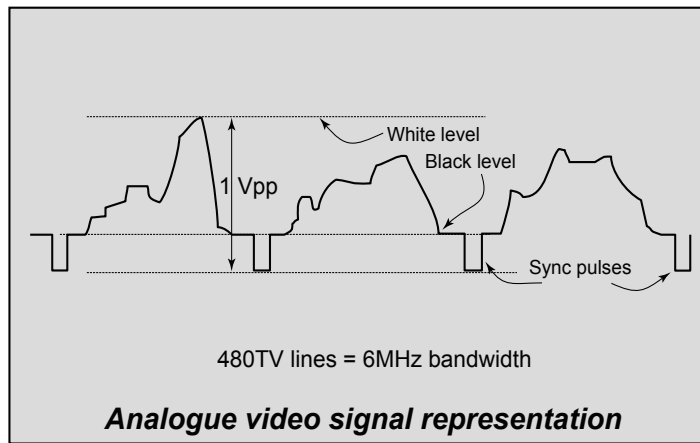 White level
Black level
1 Vpp
Sync pulses
480TV lines = 6MHz bandwidth
Analogue video signal representation